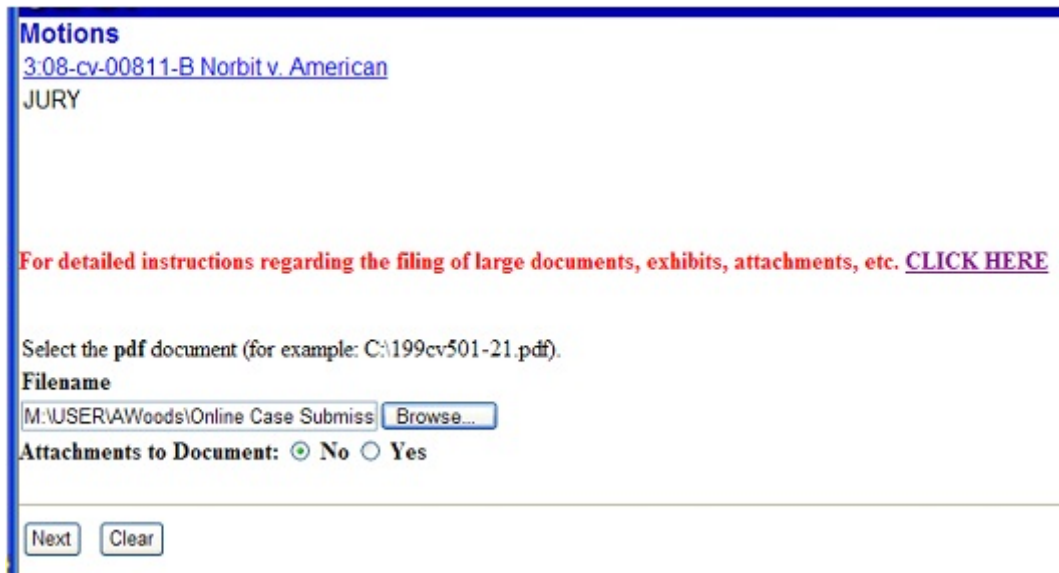 Motions
3:08-cv-00811-B Norbit v. American
JURY
For detailed instructions regarding the filing of large documents, exhibits, attachments, etc. CLICK HERE
Select the pdf document (for example: C:\199cv501-21.pdf).
Filename
M:\USER\AWoods\Online Case Submiss Browse...
Attachments to Document: No Yes
Next Clear